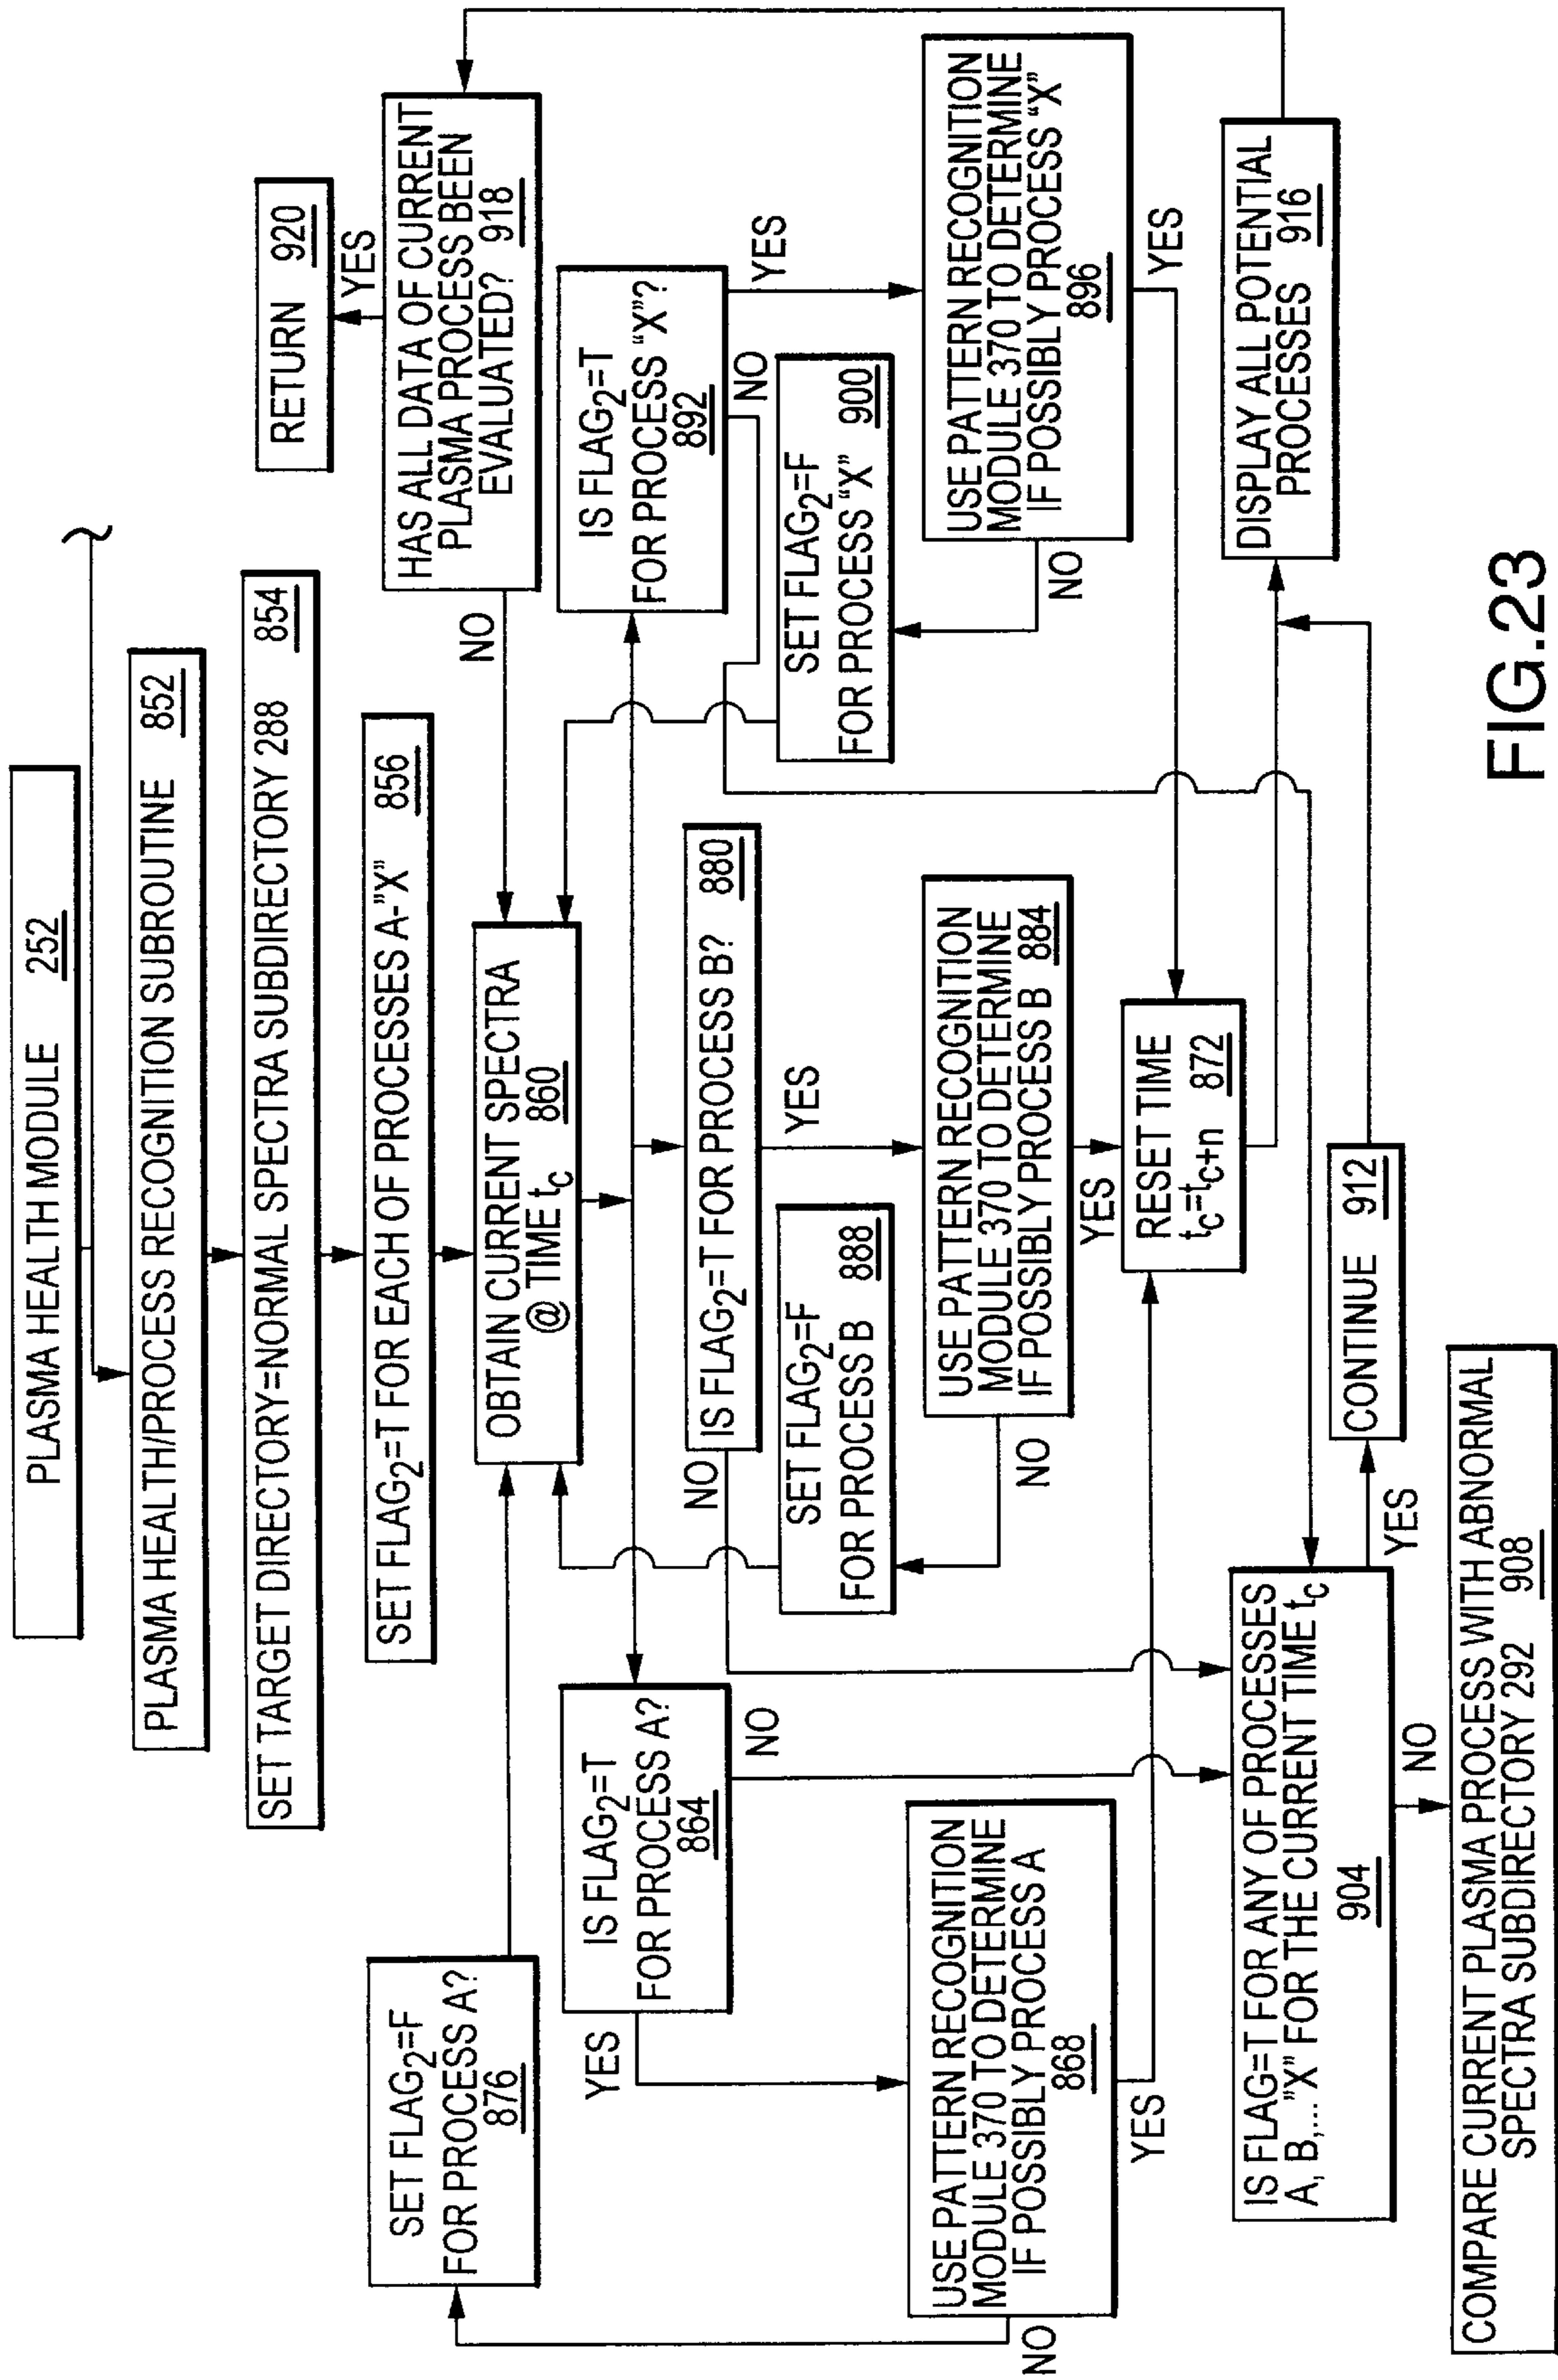 PLASMA HEALTH MODULE 252
PLASMA HEALTH/PROCESS RECOGNITION SUBROUTINE 852
SET TARGET DIRECTORY=NORMAL SPECTRA SUBDIRECTORY 288 854
SET FLAG2=T FOR EACH OF PROCESSES A-"X" 856
RETURN 920
YES
HAS ALL DATA OF CURRENT
PLASMA PROCESS BEEN
EVALUATED? 918
NO
SET FLAG2=F
FOR PROCESS A?
876
OBTAIN CURRENT SPECTRA
@ TIME tC 860
IS FLAG2=T
FOR PROCESS A?
864
YES
NO
IS FLAG2=T FOR PROCESS B? 880
NO
YES
IS FLAG2=T
FOR PROCESS "X"?
892
NO
YES
SET FLAG2=F
FOR PROCESS B 888
SET FLAG2=F
FOR PROCESS "X" 900
USE PATTERN RECOGNITION
MODULE 370 TO DETERMINE
IF POSSIBLY PROCESS A
868
NO
YES
USE PATTERN RECOGNITION
MODULE 370 TO DETERMINE
IF POSSIBLY PROCESS B 884
NO
YES
USE PATTERN RECOGNITION
MODULE 370 TO DETERMINE
IF POSSIBLY PROCESS "X"
896
NO
YES
RESET TIME
tC=tC+n 872
IS FLAG=T FOR ANY OF PROCESSES
A, B,... "X" FOR THE CURRENT TIME tC
904
YES
NO
CONTINUE 912
DISPLAY ALL POTENTIAL
PROCESSES 916
COMPARE CURRENT PLASMA PROCESS WITH ABNORMAL
SPECTRA SUBDIRECTORY 292 908
FIG.23